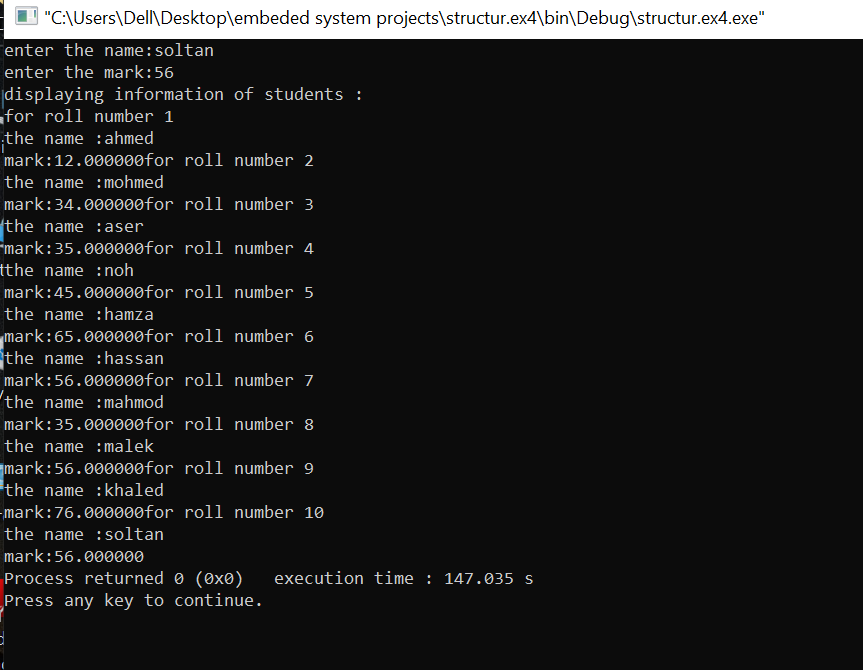 "C:\Users\Dell\Desktop\embeded system projects\structur.ex4\bin\Debug\structur.ex4.exe"
enter the name:soltan
enter the mark:56
displaying information of students :
for roll number 1
the name :ahmed
mark:12.000000for roll number 2
the name :mohmed
mark:34.000000for roll number 3
the name :aser
mark:35.000000for roll number 4
the name :noh
mark:45.000000for roll number 5
the name :hamza
mark:65.000000for roll number 6
the name :hassan
mark:56.000000for roll number 7
the name :mahmod
mark:35.000000for roll number 8
the name :malek
mark:56.000000for roll number 9
the name :khaled
mark:76.000000for roll number 10
the name :soltan
mark:56.000000
Process returned 0 (0x0)   execution time : 147.035 s
Press any key to continue.